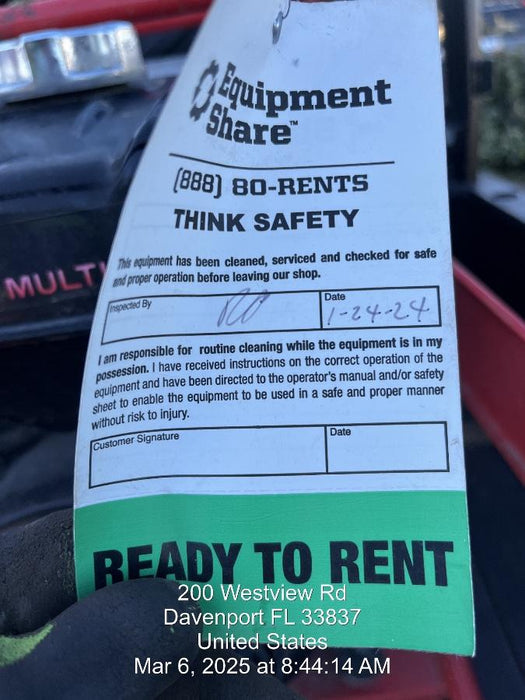 Equipment
Share™
(888) 80-RENTS
THINK SAFETY
This equipment has been cleaned, serviced and checked for safe
and proper operation before leaving our shop.
Inspected By
Date
1-24-24
I am responsible for routine cleaning while the equipment is in my
possession. I have received instructions on the correct operation of the
equipment and have been directed to the operator's manual and/or safety
sheet to enable the equipment to be used in a safe and proper manner
without risk to injury.
Customer Signature
Date
READY TO RENT
MULTI
200 Westview Rd
Davenport FL 33837
United States
Mar 6, 2025 at 8:44:14 AM